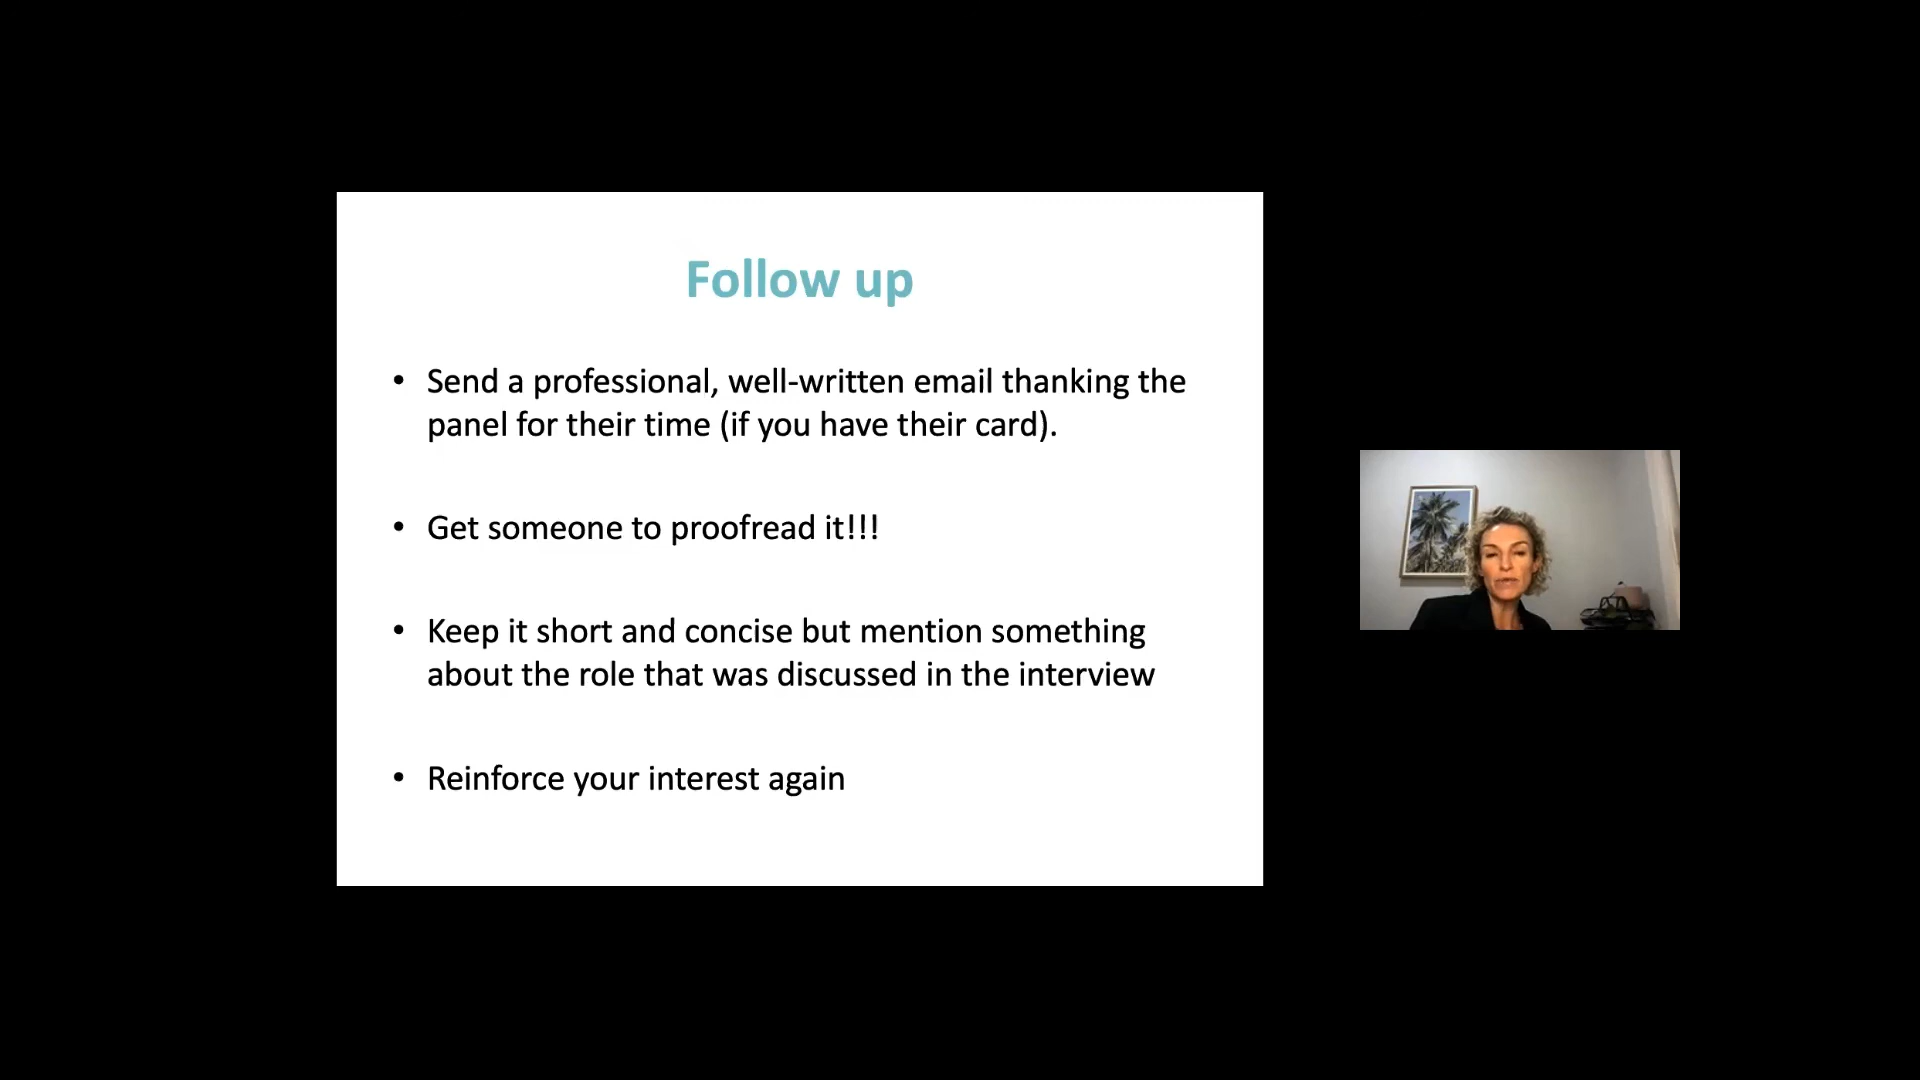 Follow up
• Send a professional, well-written email thanking the
panel for their time (if you have their card).
• Get someone to proofread it!!!
• Keep it short and concise but mention something
about the role that was discussed in the interview
• Reinforce your interest again